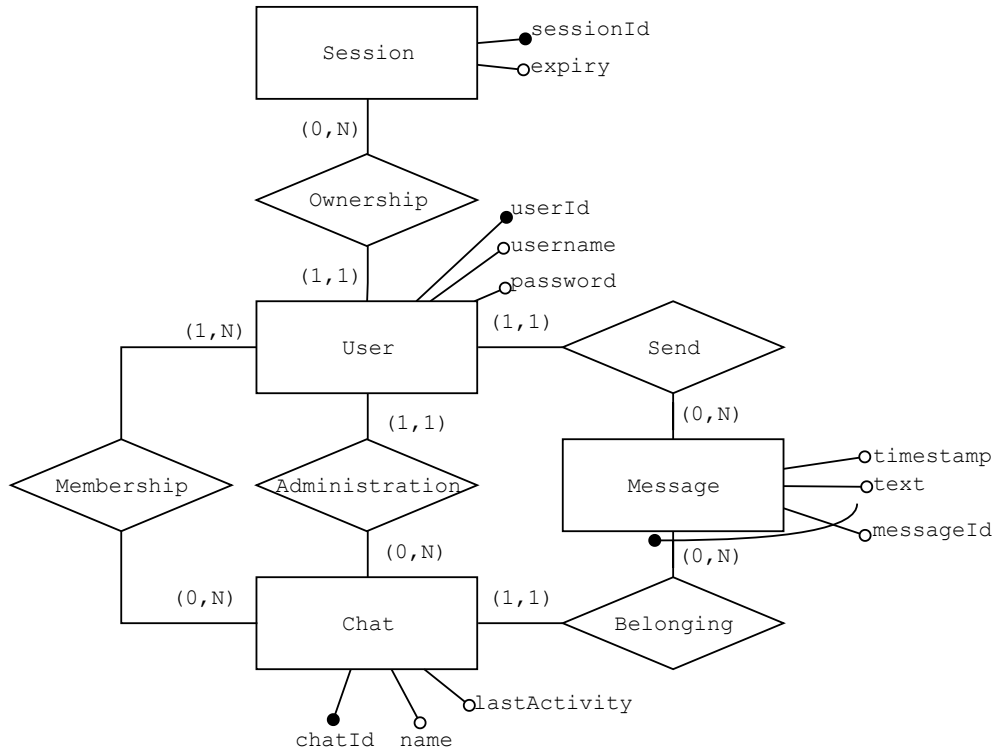 sessionId
Session
expiry
(0,N)
Ownership
userId
username
(1,1)
password
(1,N)
(1,1)
User
Send
(1,1)
(0,N)
timestamp
Membership
Administration
Message
text
messageId
(0,N)
(0,N)
(0,N)
(1,1)
Chat
Belonging
lastActivity
chatId
name